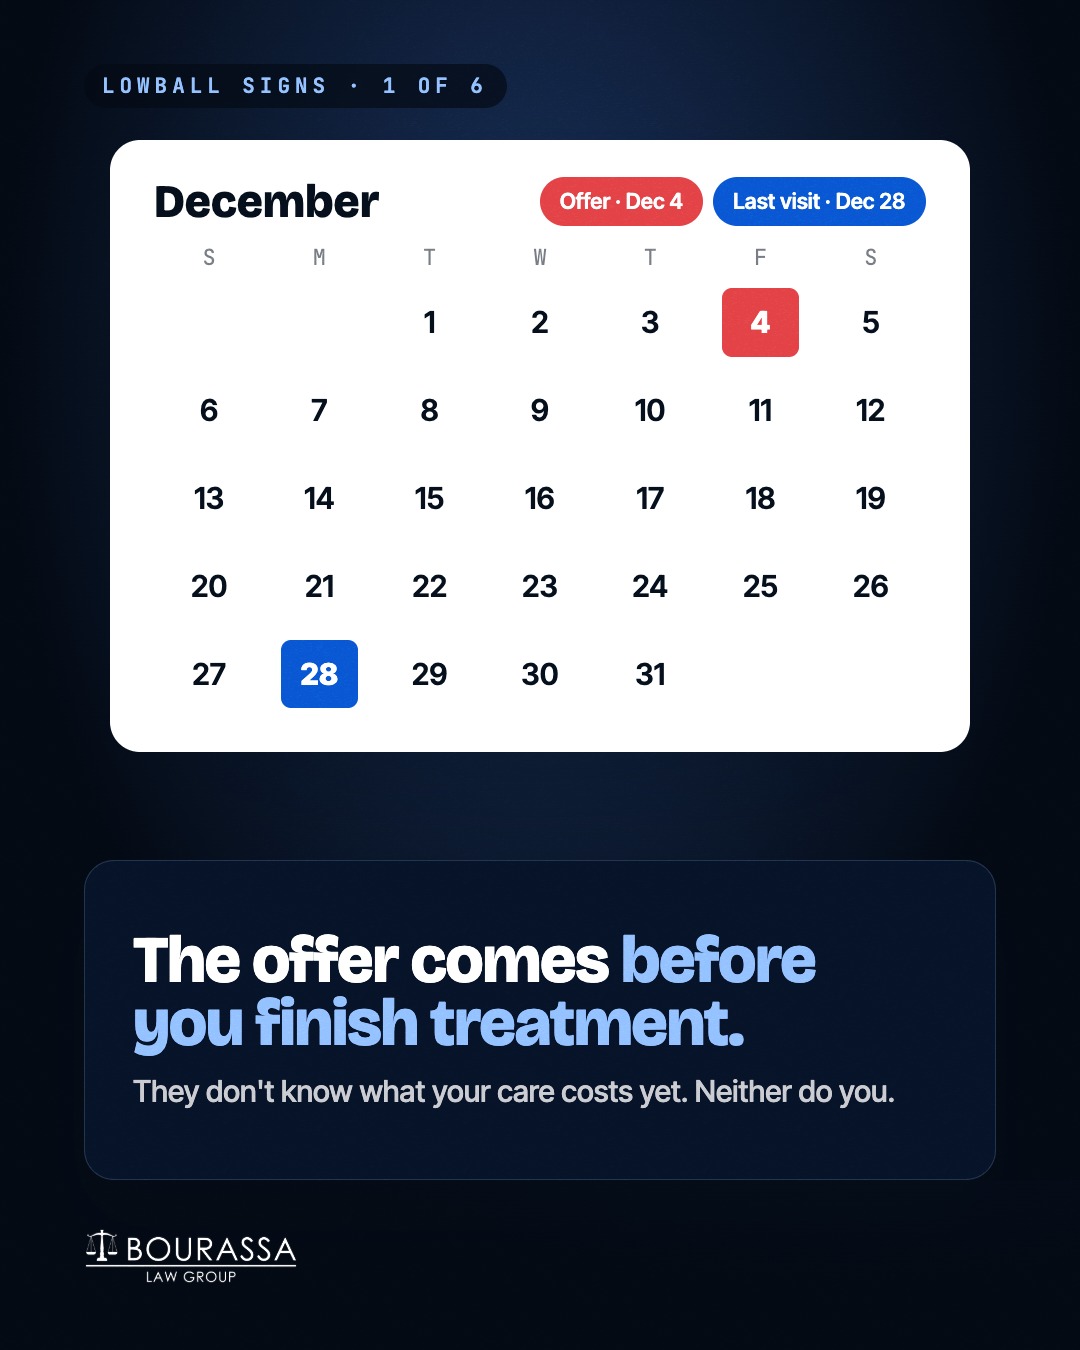 LOWBALL SIGNS · 1 OF 6
December
Offer · Dec 4
Last visit · Dec 28
S M T W T F S
1 2 3 4 5
6 7 8 9 10 11 12
13 14 15 16 17 18 19
20 21 22 23 24 25 26
27 28 29 30 31
The offer comes before
you finish treatment.
They don't know what your care costs yet. Neither do you.
BOURASSA
LAW GROUP